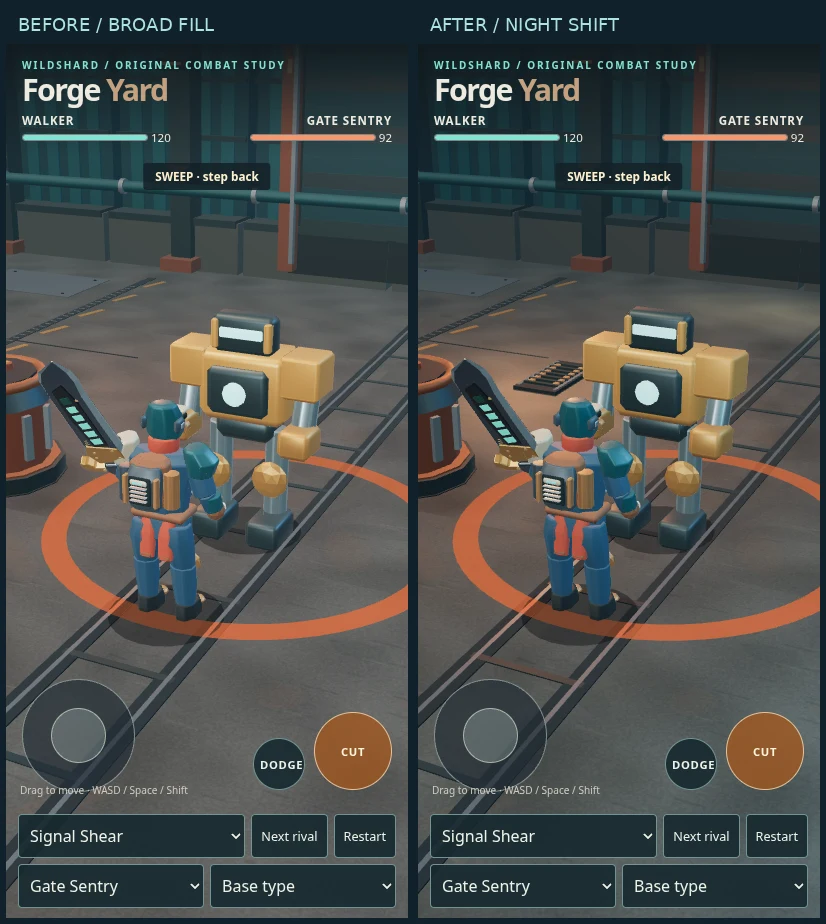 BEFORE / BROAD FILL
WILDSHARD / ORIGINAL COMBAT STUDY
Forge Yard
WALKER
GATE SENTRY
120
92
SWEEP · step back
DODGE
CUT
Drag to move · WASD / Space / Shift
Signal Shear
Next rival
Restart
Gate Sentry
Base type
AFTER / NIGHT SHIFT
WILDSHARD / ORIGINAL COMBAT STUDY
Forge Yard
WALKER
GATE SENTRY
120
92
SWEEP · step back
DODGE
CUT
Drag to move · WASD / Space / Shift
Signal Shear
Next rival
Restart
Gate Sentry
Base type